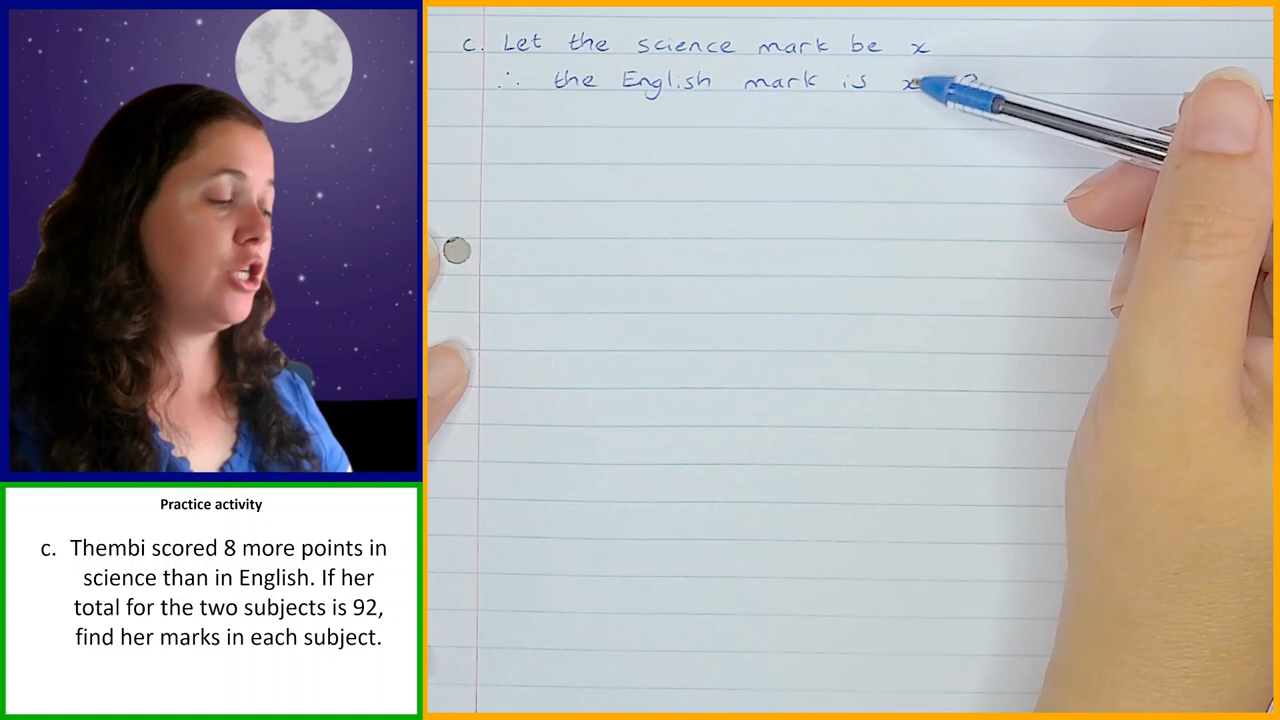 c. Let the science mark be x
∴ the English mark is x
Practice activity
c. Thembi scored 8 more points in
science than in English. If her
total for the two subjects is 92,
find her marks in each subject.